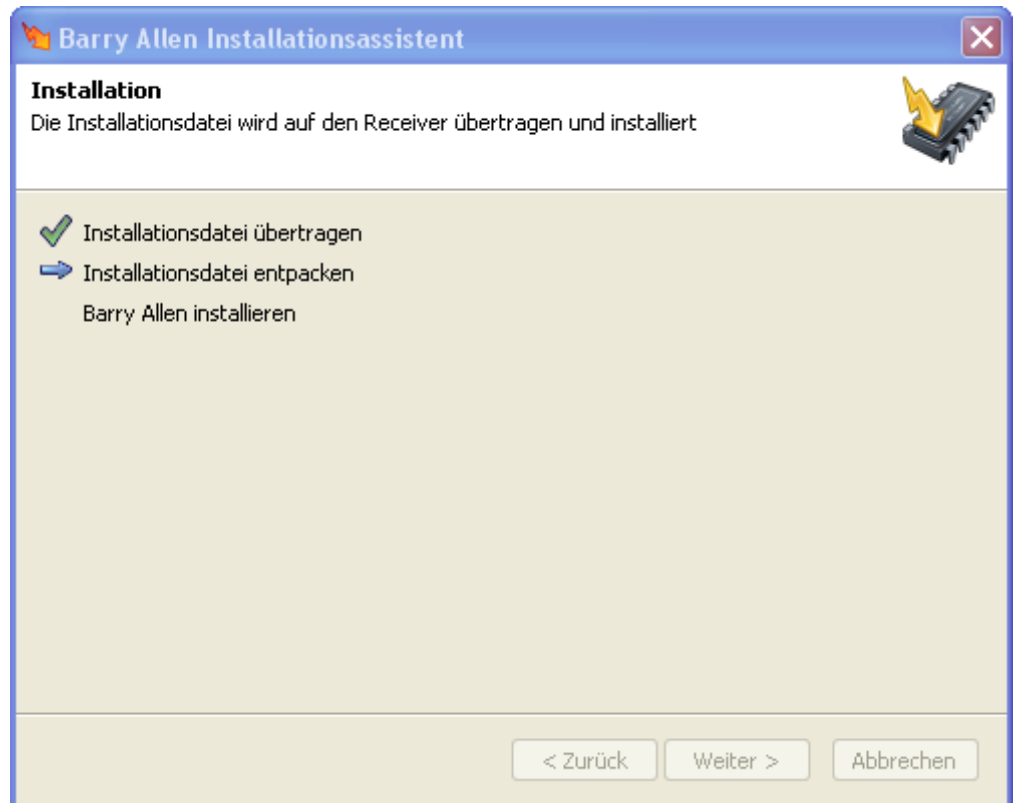 Barry Allen Installationsassistent
Installation
Die Installationsdatei wird auf den Receiver übertragen und installiert
Installationsdatei übertragen
Installationsdatei entpacken
Barry Allen installieren
< Zurück Weiter > Abbrechen